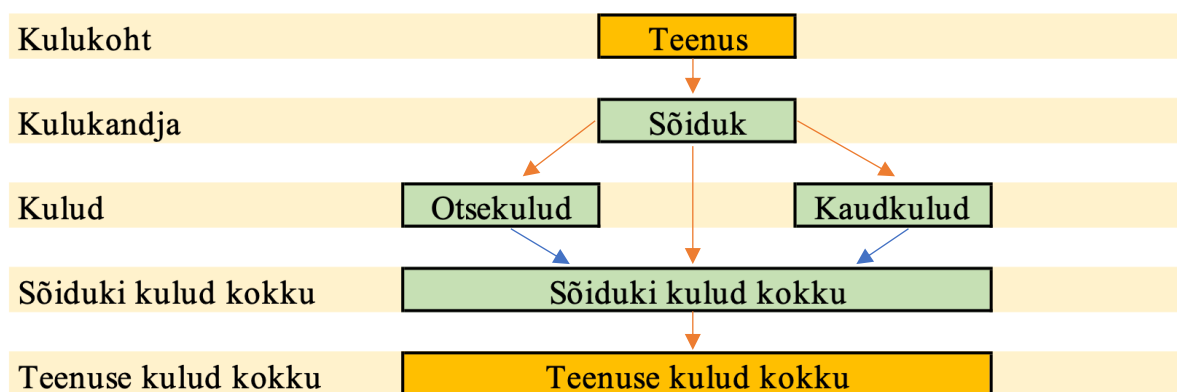 Kulukoht Teenus
Kulukandja Sõiduk
Kulud Otsekulud Kaudkulud
Sõiduki kulud kokku Sõiduki kulud kokku
Teenuse kulud kokku Teenuse kulud kokku